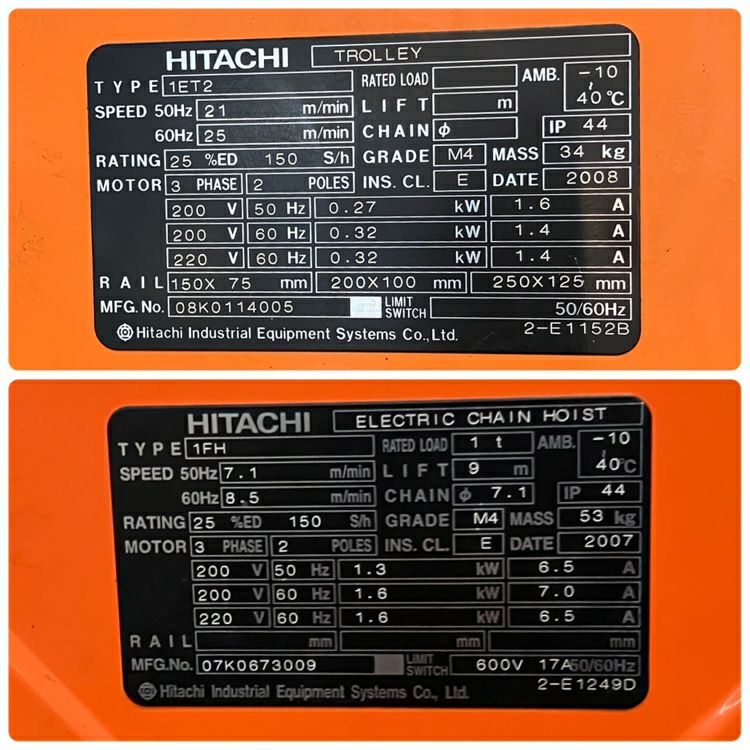 HITACHI TROLLEY
TYPE 1ET2 RATED LOAD AMB. -10 ~ 40℃
SPEED 50Hz 21 m/min LIFT m
60Hz 25 m/min CHAIN ϕ IP 44
RATING 25 %ED 150 S/h GRADE M4 MASS 34 kg
MOTOR 3 PHASE 2 POLES INS. CL. E DATE 2008
200 V 50 Hz 0.27 kW 1.6 A
200 V 60 Hz 0.32 kW 1.4 A
220 V 60 Hz 0.32 kW 1.4 A
RAIL 150X 75 mm 200X100 mm 250X125 mm
MFG.No. 08K0114005 LIMIT SWITCH 50/60Hz
2-E1152B
Hitachi Industrial Equipment Systems Co., Ltd.
HITACHI ELECTRIC CHAIN HOIST
TYPE 1FH RATED LOAD 1 t AMB. -10 ~ 40℃
SPEED 50Hz 7.1 m/min LIFT 9 m
60Hz 8.5 m/min CHAIN ϕ 7.1 IP 44
RATING 25 %ED 150 S/h GRADE M4 MASS 53 kg
MOTOR 3 PHASE 2 POLES INS. CL. E DATE 2007
200 V 50 Hz 1.3 kW 6.5 A
200 V 60 Hz 1.6 kW 7.0 A
220 V 60 Hz 1.6 kW 6.5 A
RAIL mm mm mm
MFG.No. 07K0673009 LIMIT SWITCH 600V 17A 50/60Hz
2-E1249D
Hitachi Industrial Equipment Systems Co., Ltd.